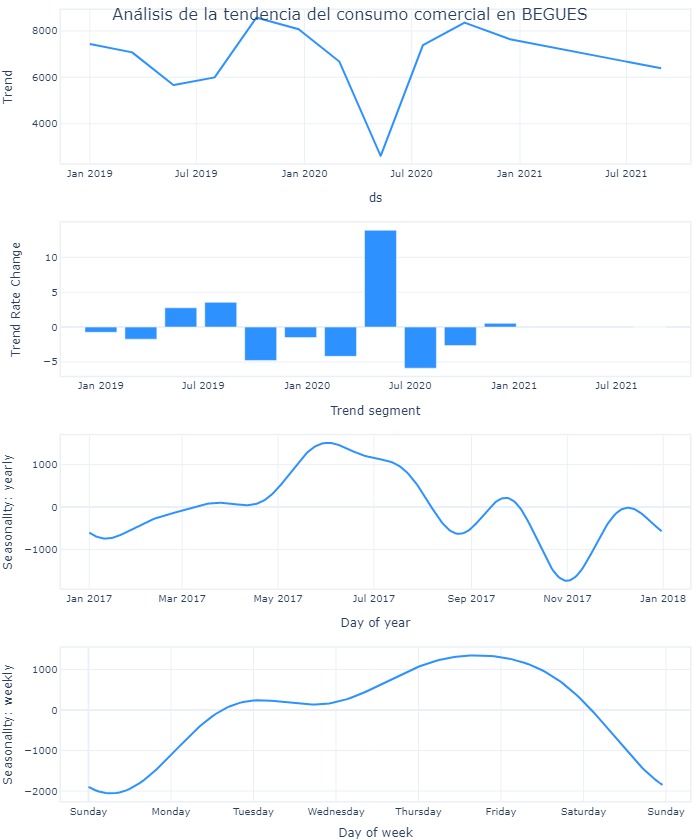 Análisis de la tendencia del consumo comercial en BEGUES
8000
6000
4000
Trend
Jan 2019 Jul 2019 Jan 2020 Jul 2020 Jan 2021 Jul 2021
ds
10
5
0
−5
Trend Rate Change
Jan 2019 Jul 2019 Jan 2020 Jul 2020 Jan 2021 Jul 2021
Trend segment
1000
0
−1000
Seasonality: yearly
Jan 2017 Mar 2017 May 2017 Jul 2017 Sep 2017 Nov 2017 Jan 2018
Day of year
1000
0
−1000
−2000
Seasonality: weekly
Sunday Monday Tuesday Wednesday Thursday Friday Saturday Sunday
Day of week